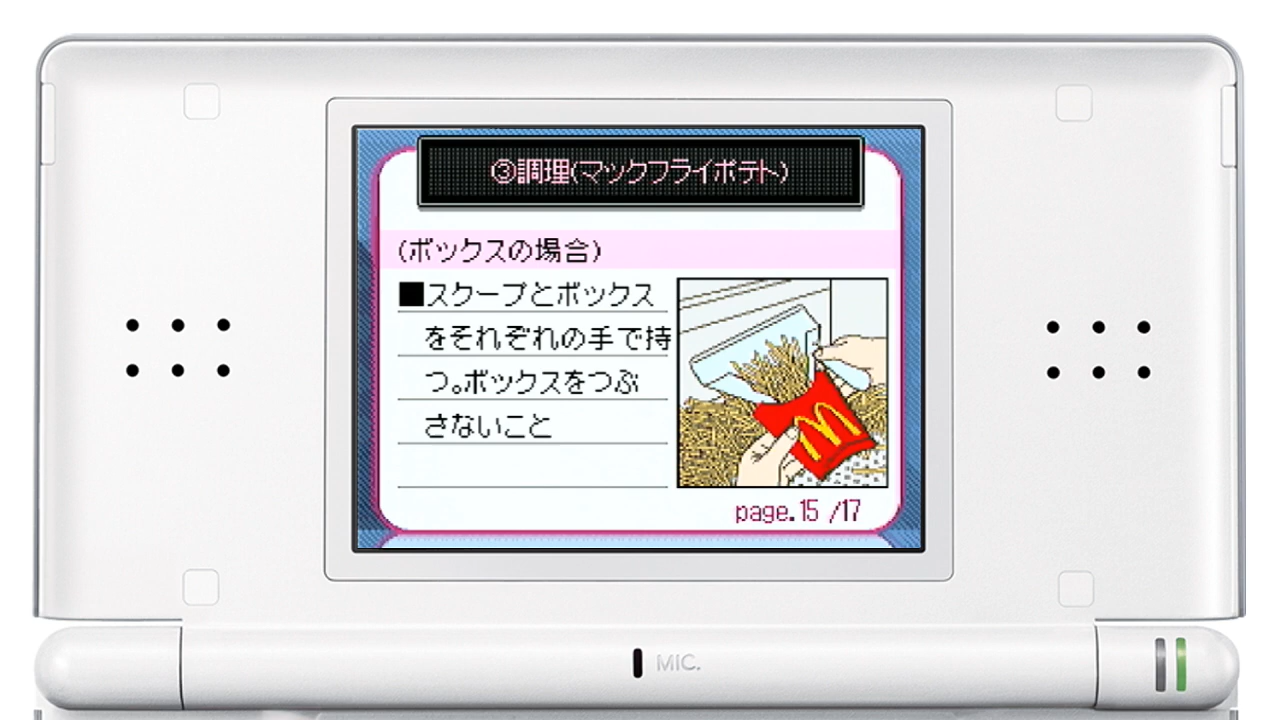 ③調理(マックフライポテト)
(ボックスの場合)
■スクープとボックス
をそれぞれの手で持
つ。ボックスをつぶ
さないこと
page.15 /17
MIC.